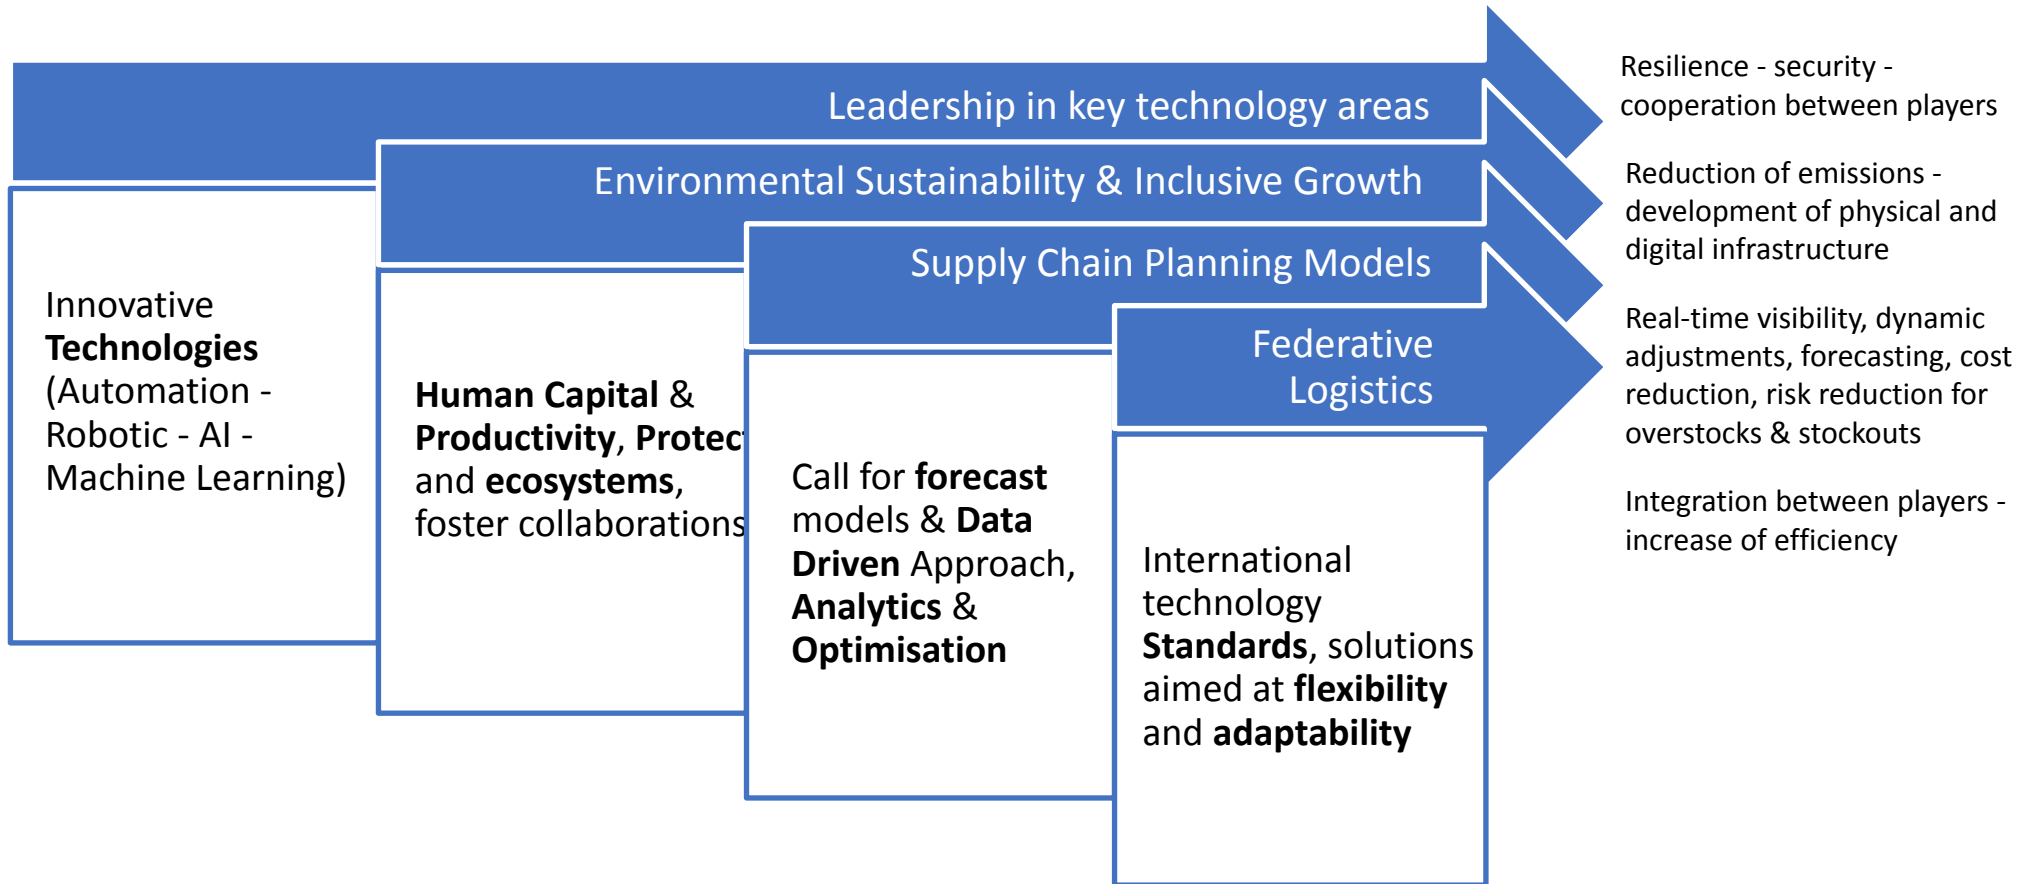 Leadership in key technology areas
Environmental Sustainability & Inclusive Growth
Supply Chain Planning Models
Federative
Logistics
Innovative
Technologies
(Automation -
Robotic - AI -
Machine Learning)
Human Capital &
Productivity, Protec
and ecosystems,
foster collaborations
Call for forecast
models & Data
Driven Approach,
Analytics &
Optimisation
International
technology
Standards, solutions
aimed at flexibility
and adaptability
Resilience - security -
cooperation between players
Reduction of emissions -
development of physical and
digital infrastructure
Real-time visibility, dynamic
adjustments, forecasting, cost
reduction, risk reduction for
overstocks & stockouts
Integration between players -
increase of efficiency